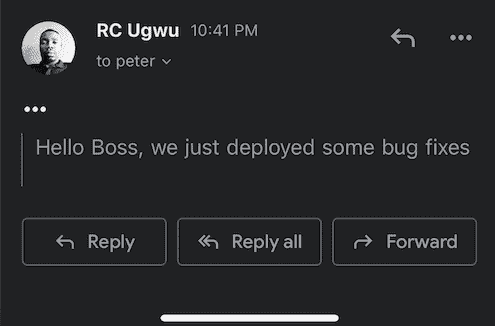 RC Ugwu 10:41 PM
to peter
•••
Hello Boss, we just deployed some bug fixes
Reply
Reply all
Forward